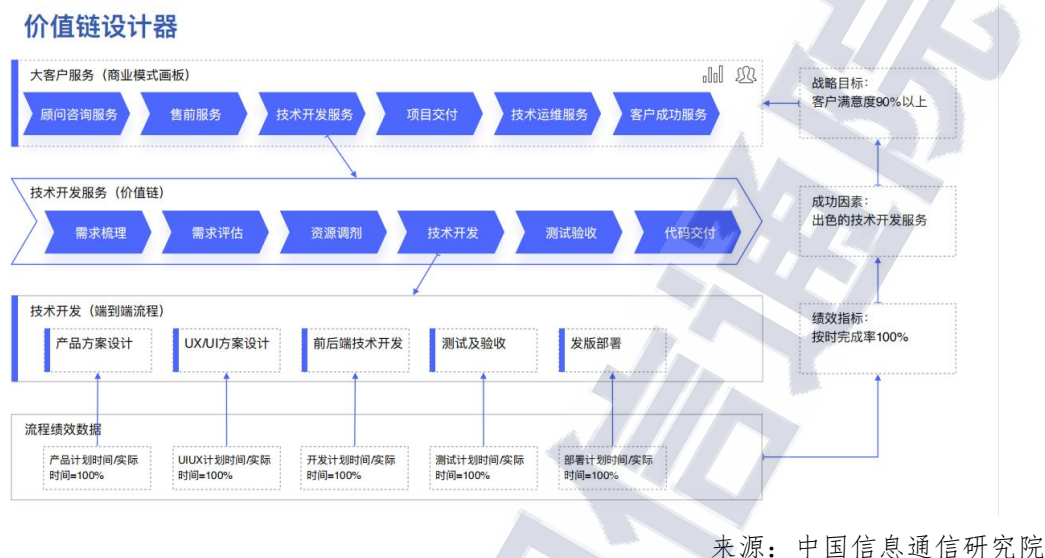 价值链设计器
大客户服务（商业模式画板）
顾问咨询服务
售前服务
技术开发服务
项目交付
技术运维服务
客户成功服务
战略目标：
客户满意度90%以上
技术开发服务（价值链）
需求梳理
需求评估
资源调剂
技术开发
测试验收
代码交付
成功因素：
出色的技术开发服务
技术开发（端到端流程）
产品方案设计
UX/UI方案设计
前后端技术开发
测试及验收
发版部署
绩效指标：
按时完成率100%
流程绩效数据
产品计划时间/实际
时间=100%
UIUX计划时间/实际
时间=100%
开发计划时间/实际
时间=100%
测试计划时间/实际
时间=100%
部署计划时间/实际
时间=100%
来源：中国信息通信研究院